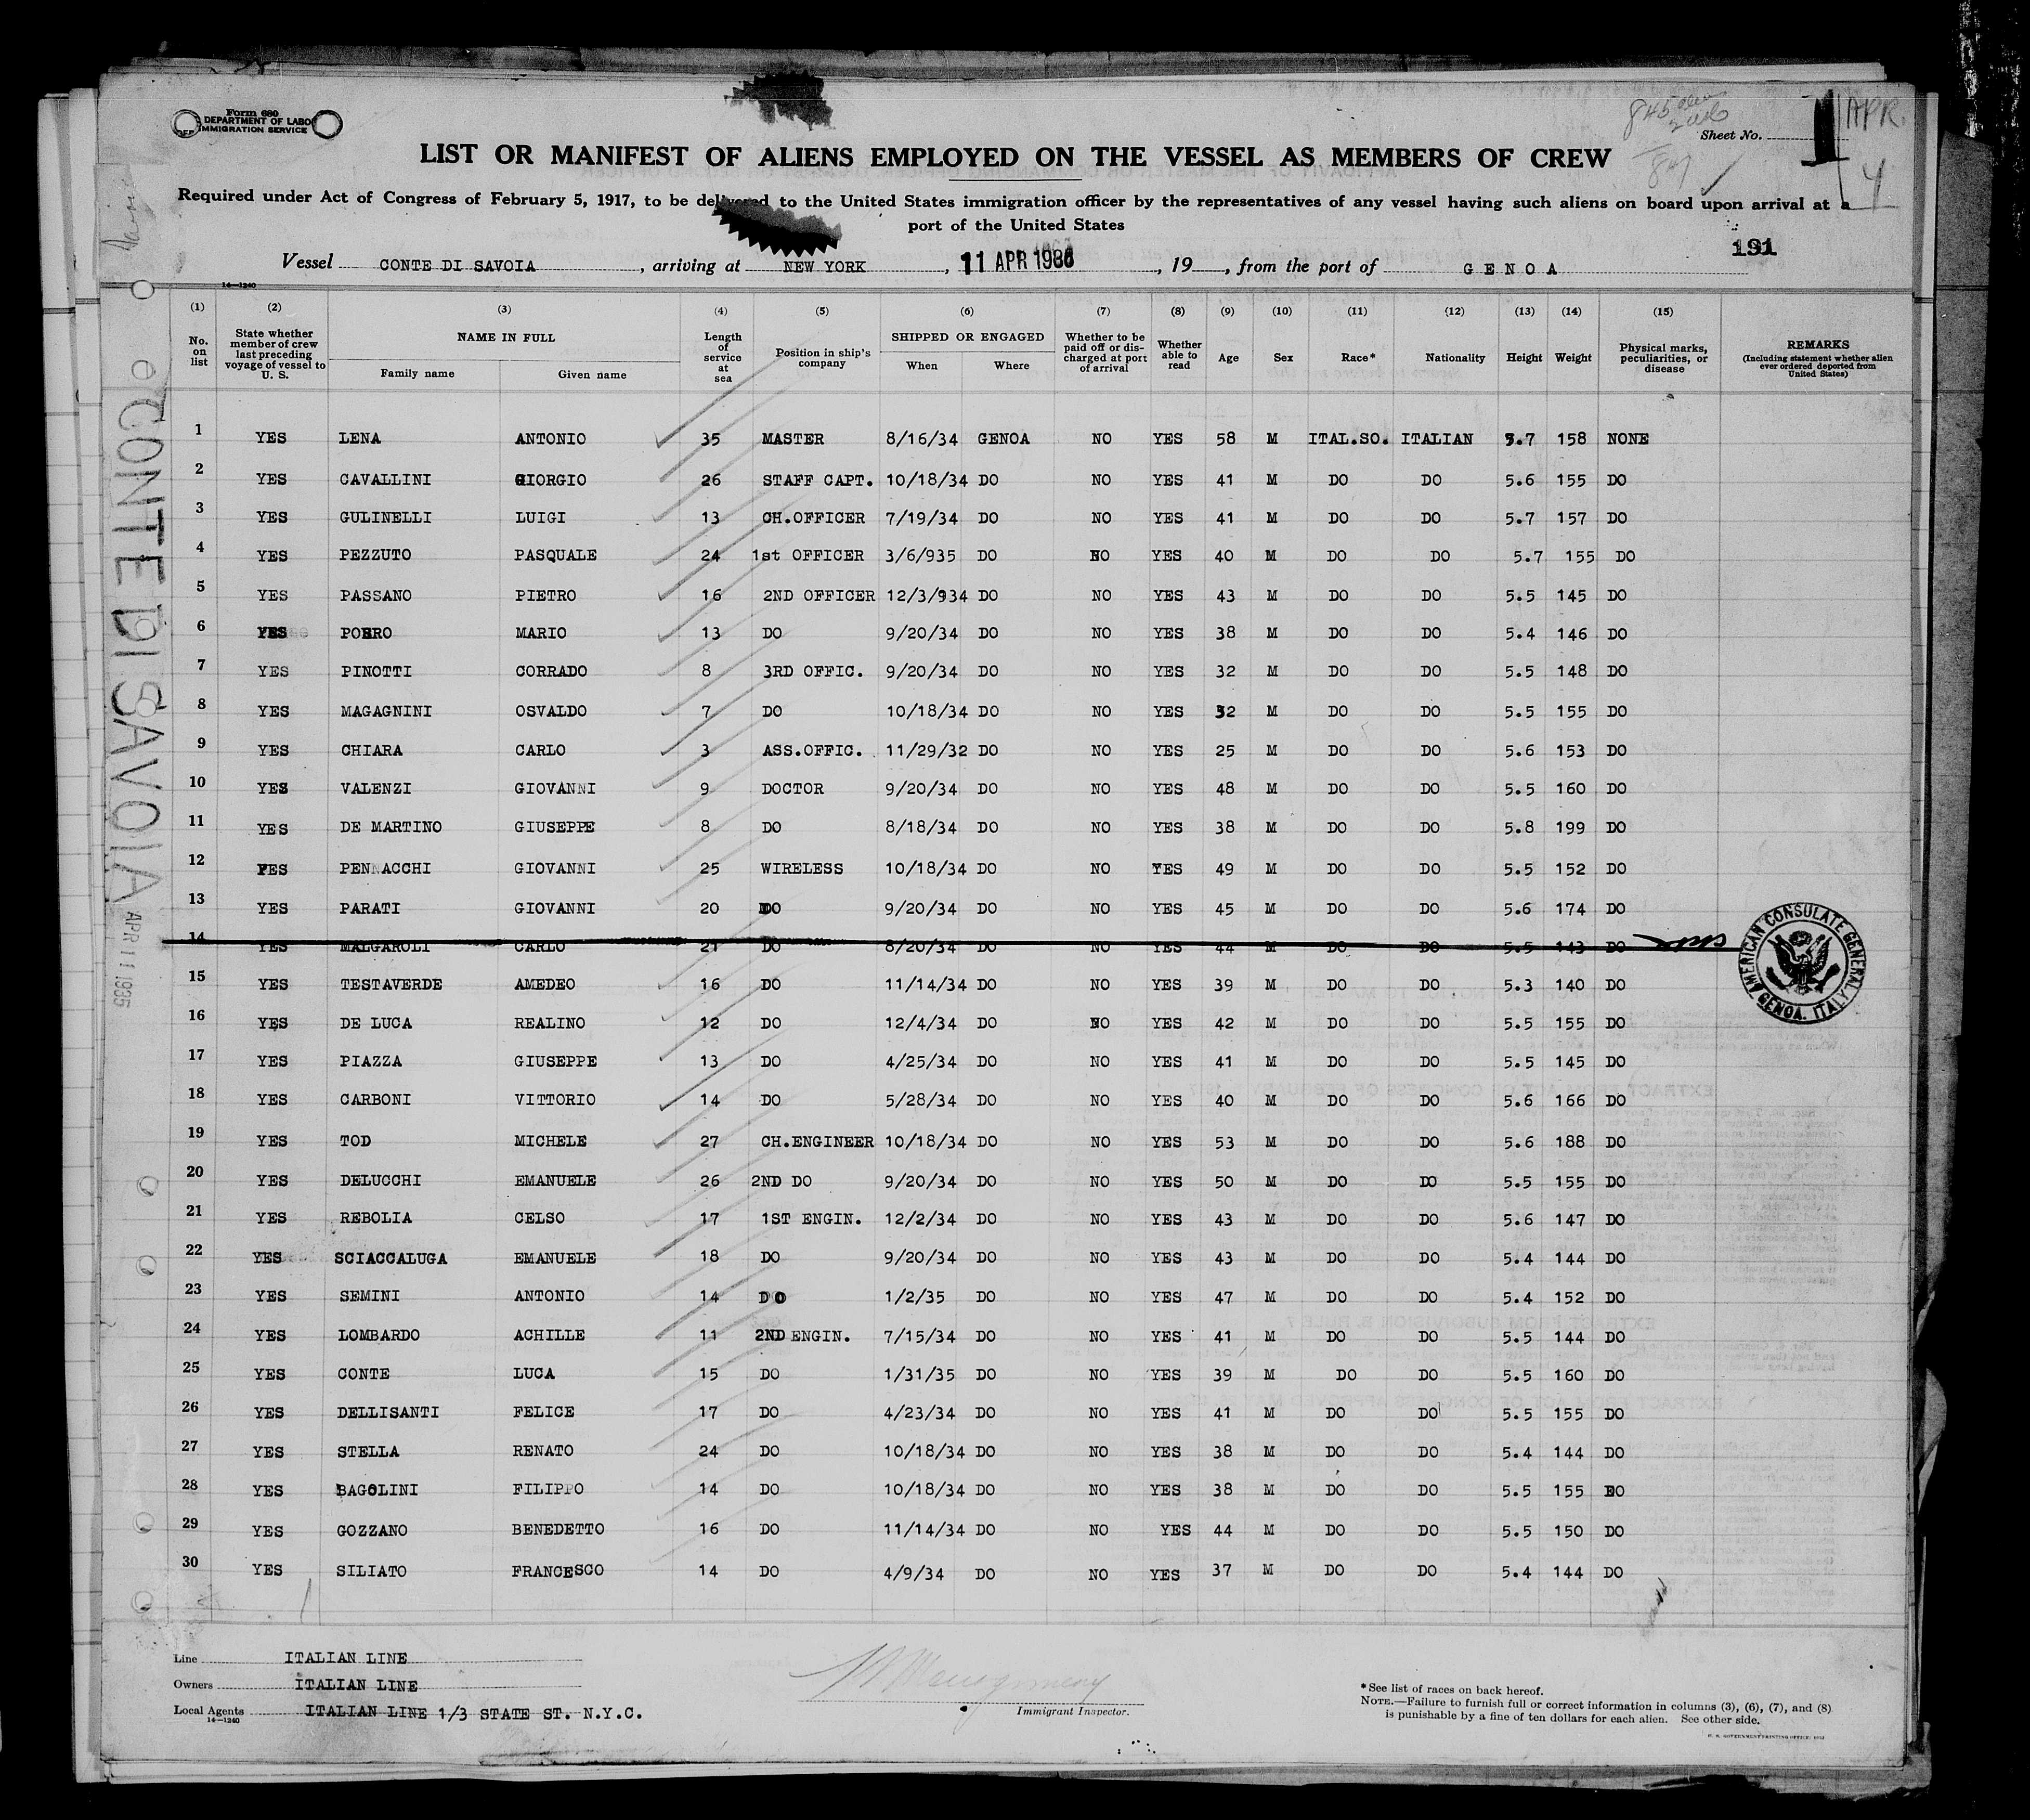 Form 680
DEPARTMENT OF LABO
IMMIGRATION SERVICE
845
Sheet No.
1
APR.
4
LIST OR MANIFEST OF ALIENS EMPLOYED ON THE VESSEL AS MEMBERS OF CREW
87
Required under Act of Congress of February 5, 1917, to be delivered to the United States immigration officer by the representatives of any vessel having such aliens on board upon arrival at a
port of the United States
191
Vessel CONTE DI SAVOIA, arriving at NEW YORK, 11 APR, 19, from the port of GENOA
14-1240
(1) (2) (3) (4) (5) (6) (7) (8) (9) (10) (11) (12) (13) (14) (15)
No. on list State whether member of crew last preceding voyage of vessel to U. S. NAME IN FULL Family name Given name Length of service at sea Position in ship's company SHIPPED OR ENGAGED When Where Whether to be paid off or discharged at port of arrival Whether able to read Age Sex Race* Nationality Height Weight Physical marks, peculiarities, or disease REMARKS (Including statement whether alien ever ordered deported from United States)
1 YES LENA ANTONIO 35 MASTER 8/16/34 GENOA NO YES 58 M ITAL.SO. ITALIAN 5.7 158 NONE
2 YES CAVALLINI GIORGIO 26 STAFF CAPT. 10/18/34 DO NO YES 41 M DO DO 5.6 155 DO
3 YES GULINELLI LUIGI 13 CH.OFFICER 7/19/34 DO NO YES 41 M DO DO 5.7 157 DO
4 YES PEZZUTO PASQUALE 24 1st OFFICER 3/6/935 DO NO YES 40 M DO DO 5.7 155 DO
5 YES PASSANO PIETRO 16 2ND OFFICER 12/3/934 DO NO YES 43 M DO DO 5.5 145 DO
6 YES POERO MARIO 13 DO 9/20/34 DO NO YES 38 M DO DO 5.4 146 DO
7 YES PINOTTI CORRADO 8 3RD OFFIC. 9/20/34 DO NO YES 32 M DO DO 5.5 148 DO
8 YES MAGAGNINI OSVALDO 7 DO 10/18/34 DO NO YES 32 M DO DO 5.5 155 DO
9 YES CHIARA CARLO 3 ASS.OFFIC. 11/29/32 DO NO YES 25 M DO DO 5.6 153 DO
10 YES VALENZI GIOVANNI 9 DOCTOR 9/20/34 DO NO YES 48 M DO DO 5.5 160 DO
11 YES DE MARTINO GIUSEPPE 8 DO 8/18/34 DO NO YES 38 M DO DO 5.8 199 DO
12 YES PENNACCHI GIOVANNI 25 WIRELESS 10/18/34 DO NO YES 49 M DO DO 5.5 152 DO
13 YES PARATI GIOVANNI 20 DO 9/20/34 DO NO YES 45 M DO DO 5.6 174 DO
14 YES MALGAROLI CARLO 21 DO 8/20/34 DO NO YES 44 M DO DO 5.5 143 DO
15 YES TESTAVERDE AMEDEO 16 DO 11/14/34 DO NO YES 39 M DO DO 5.3 140 DO
16 YES DE LUCA REALINO 12 DO 12/4/34 DO NO YES 42 M DO DO 5.5 155 DO
17 YES PIAZZA GIUSEPPE 13 DO 4/25/34 DO NO YES 41 M DO DO 5.5 145 DO
18 YES CARBONI VITTORIO 14 DO 5/28/34 DO NO YES 40 M DO DO 5.6 166 DO
19 YES TOD MICHELE 27 CH.ENGINEER 10/18/34 DO NO YES 53 M DO DO 5.6 188 DO
20 YES DELUCCHI EMANUELE 26 2ND DO 9/20/34 DO NO YES 50 M DO DO 5.5 155 DO
21 YES REBOLIA CELSO 17 1ST ENGIN. 12/2/34 DO NO YES 43 M DO DO 5.6 147 DO
22 YES SCIACCALUGA EMANUELE 18 DO 9/20/34 DO NO YES 43 M DO DO 5.4 144 DO
23 YES SEMINI ANTONIO 14 DO 1/2/35 DO NO YES 47 M DO DO 5.4 152 DO
24 YES LOMBARDO ACHILLE 11 2ND ENGIN. 7/15/34 DO NO YES 41 M DO DO 5.5 144 DO
25 YES CONTE LUCA 15 DO 1/31/35 DO NO YES 39 M DO DO 5.5 160 DO
26 YES DELLISANTI FELICE 17 DO 4/23/34 DO NO YES 41 M DO DO 5.5 155 DO
27 YES STELLA RENATO 24 DO 10/18/34 DO NO YES 38 M DO DO 5.4 144 DO
28 YES BAGOLINI FILIPPO 14 DO 10/18/34 DO NO YES 38 M DO DO 5.5 155 DO
29 YES GOZZANO BENEDETTO 16 DO 11/14/34 DO NO YES 44 M DO DO 5.5 150 DO
30 YES SILIATO FRANCESCO 14 DO 4/9/34 DO NO YES 37 M DO DO 5.4 144 DO
AMERICAN CONSULATE GENERAL
GENOA, ITALY
CONTE DI SAVOIA
APR 11 1935
Line ITALIAN LINE
Owners ITALIAN LINE
Local Agents ITALIAN LINE 1/3 STATE ST. N.Y.C.
14-1240
Immigrant Inspector.
*See list of races on back hereof.
NOTE.—Failure to furnish full or correct information in columns (3), (6), (7), and (8)
is punishable by a fine of ten dollars for each alien. See other side.